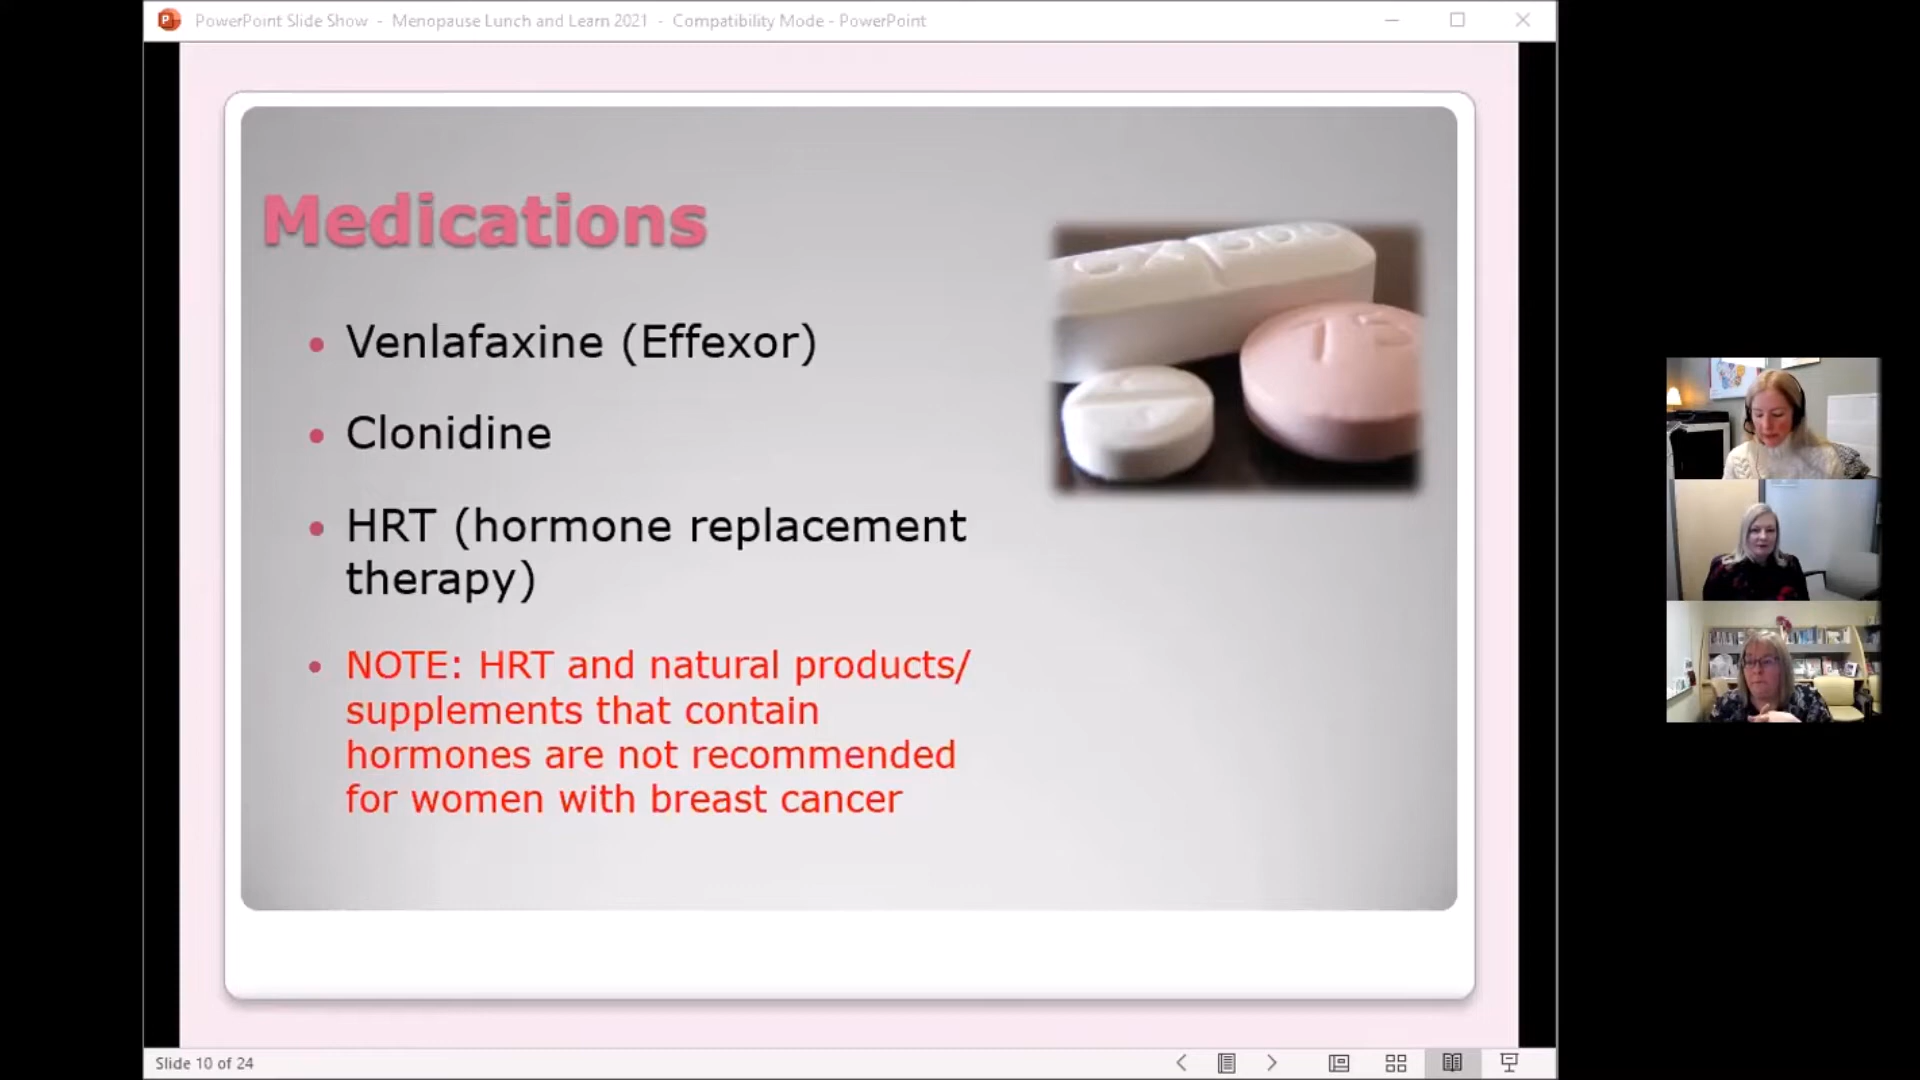 PowerPoint Slide Show - Menopause Lunch and Learn 2021 - Compatibility Mode - PowerPoint
Medications
• Venlafaxine (Effexor)
• Clonidine
• HRT (hormone replacement
therapy)
• NOTE: HRT and natural products/
supplements that contain
hormones are not recommended
for women with breast cancer
Slide 10 of 24